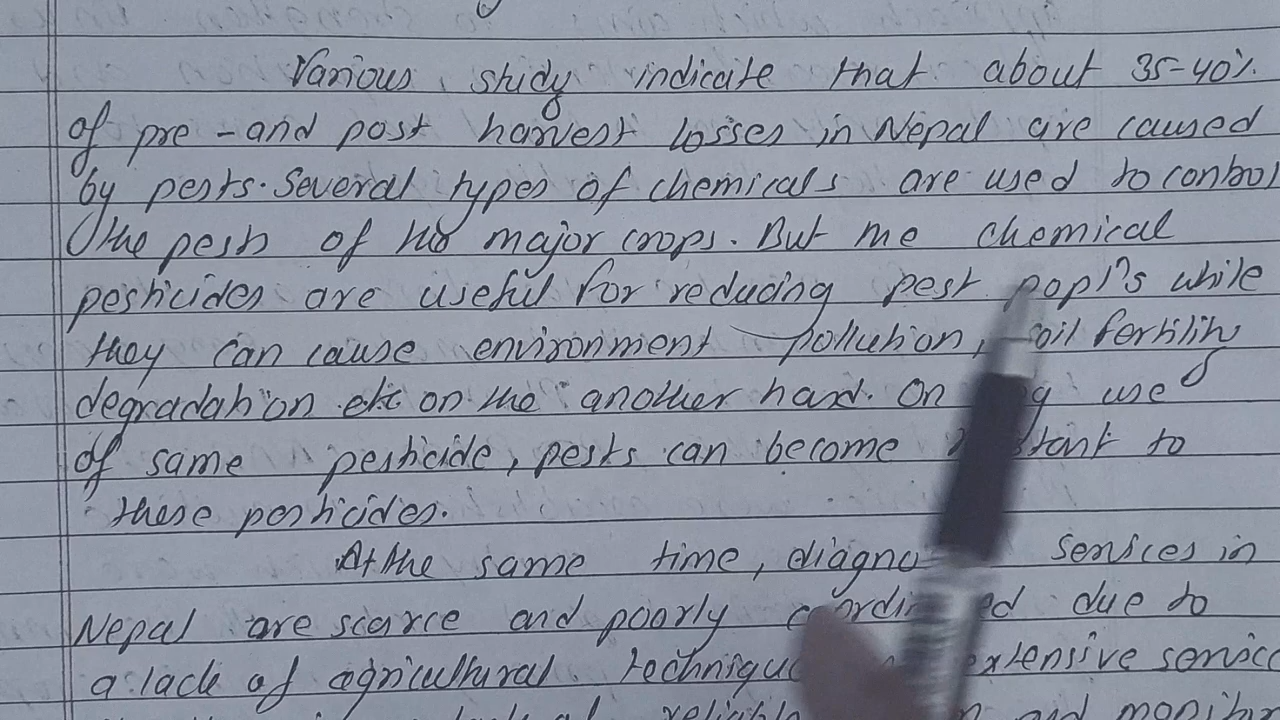 Various study indicate that about 35-40%
of pre-and post harvest losses in Nepal are caused
by pests. Several types of chemicals are used to control
the pests of his major crops. But the chemical
pesticides are useful for reducing pest popl's while
they can cause environment pollution, soil fertility
degradation etc on the another hand. On use
of same pesticide, pests can become to
these pesticides.
At the same time, services in
Nepal are scarce and poorly due to
a lack of agricultural extensive service
and